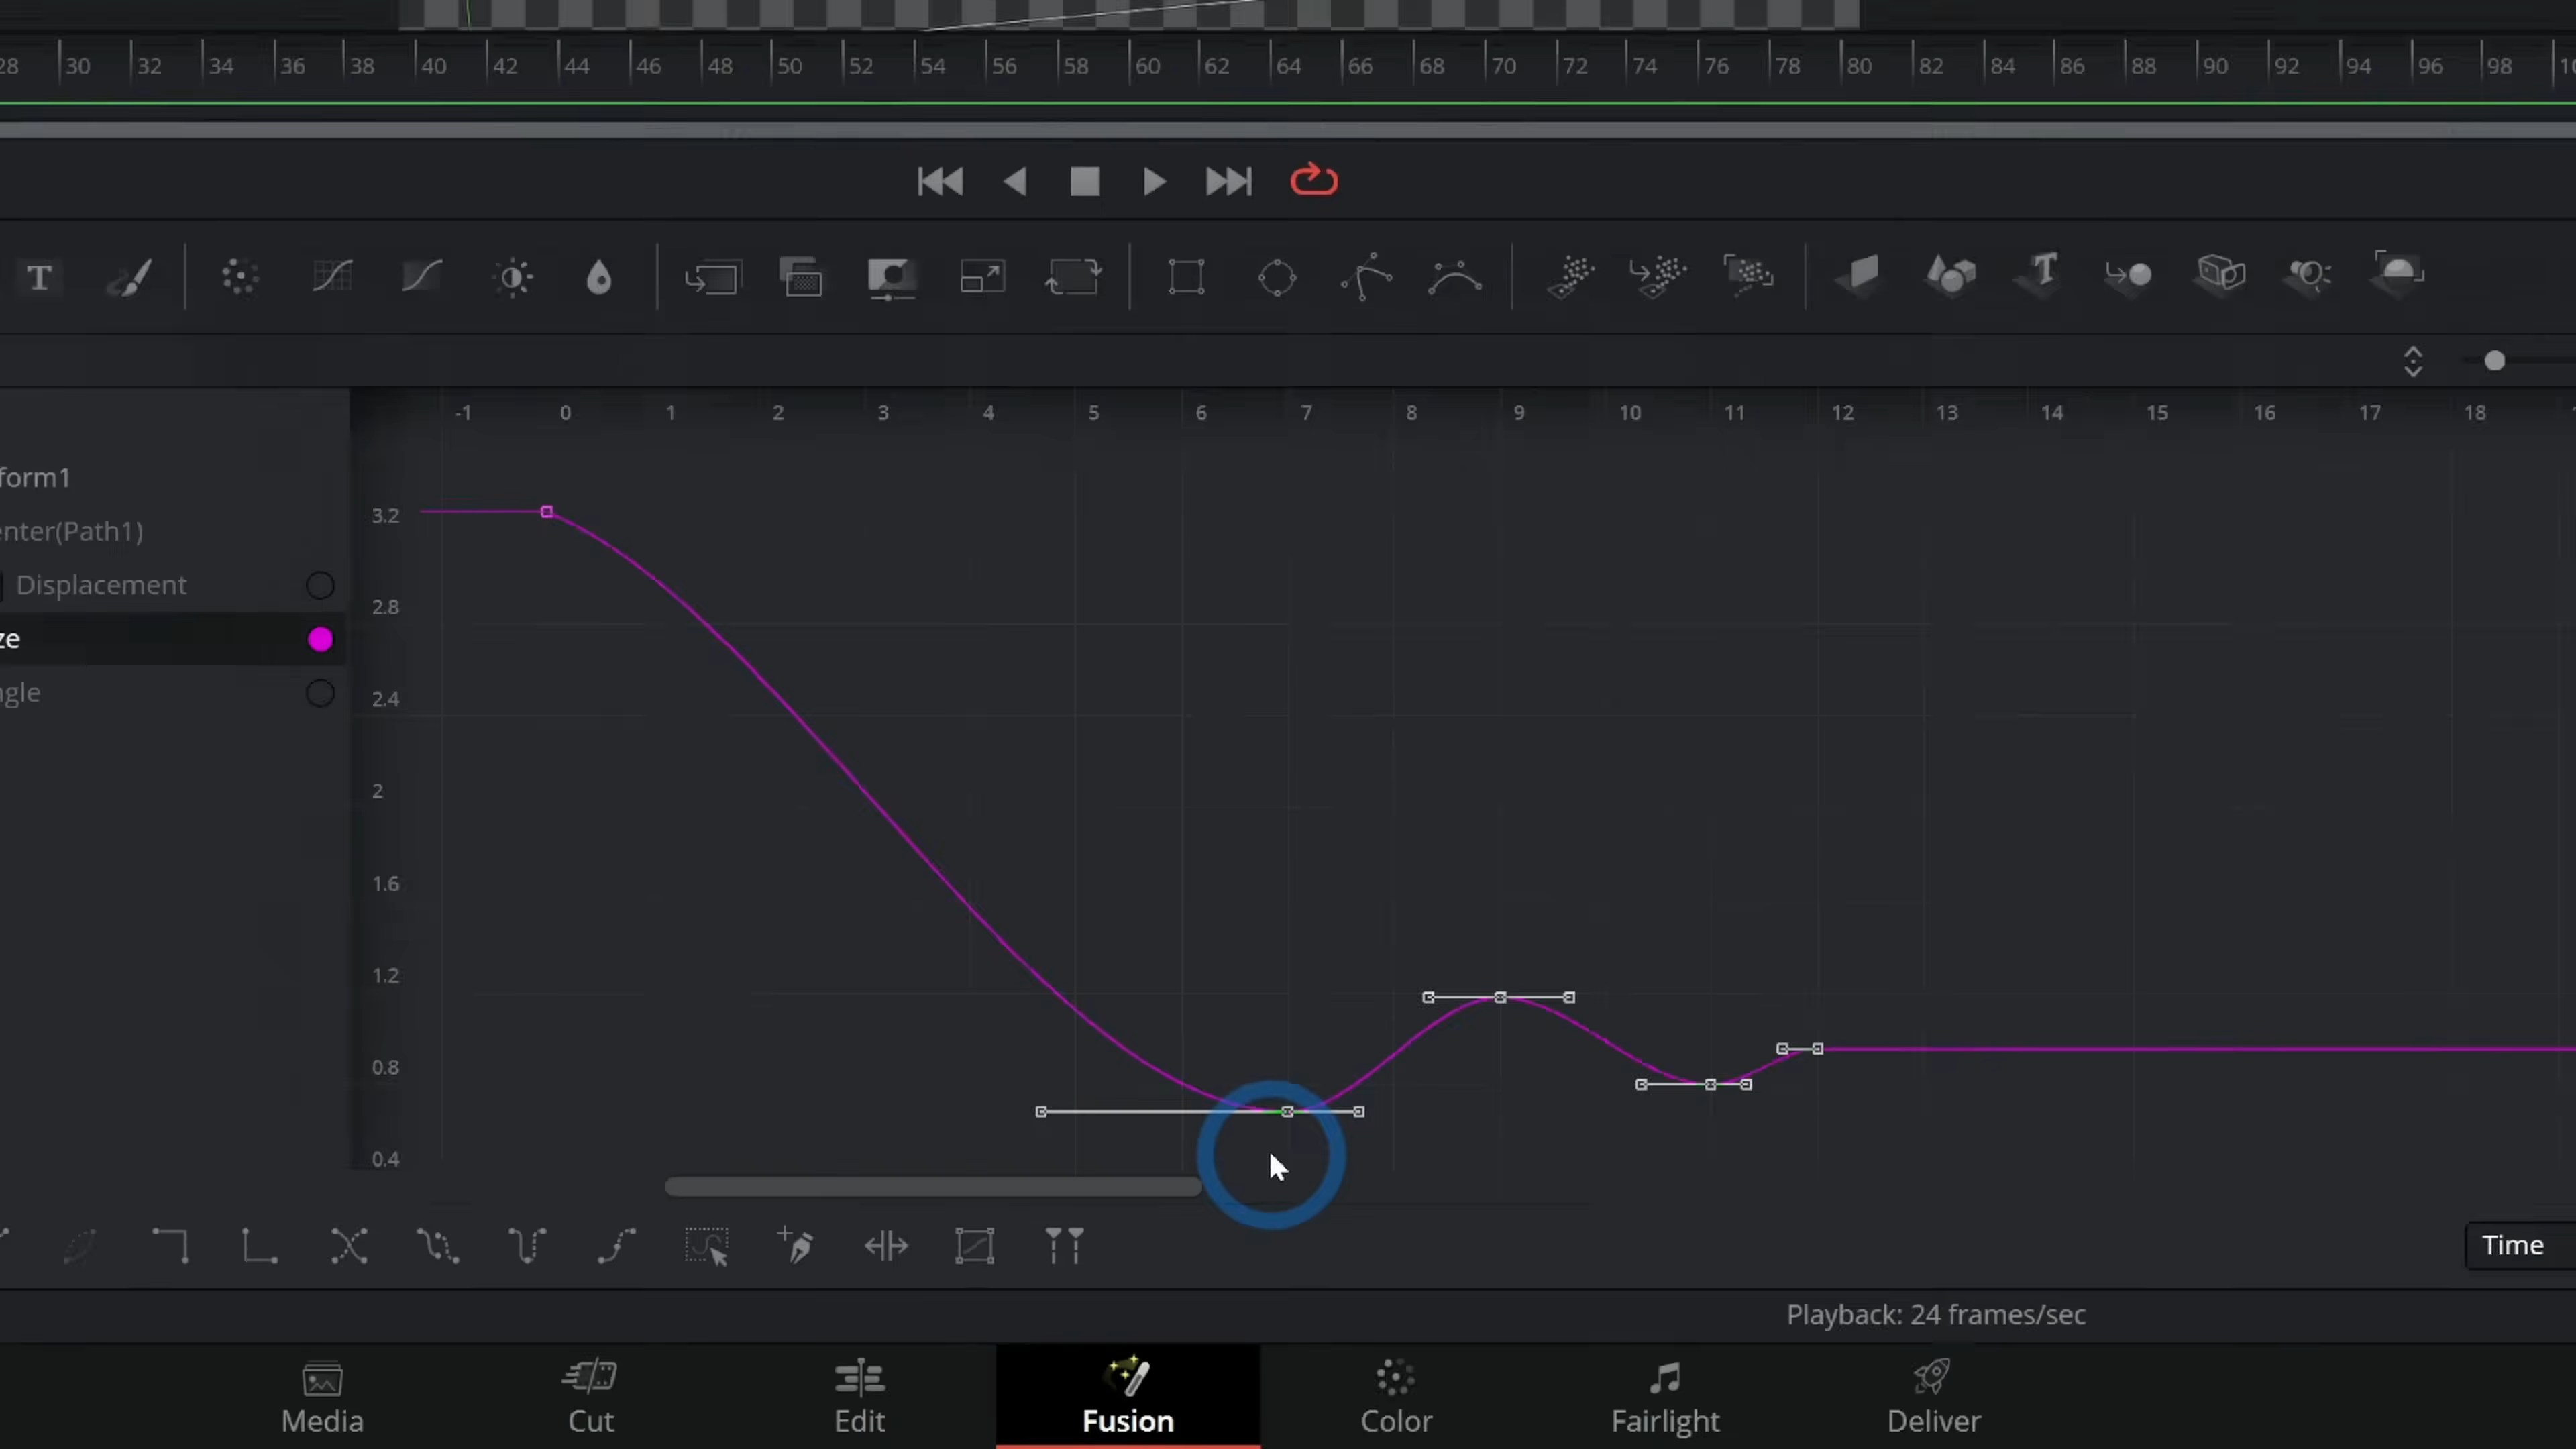 28 30 32 34 36 38 40 42 44 46 48 50 52 54 56 58 60 62 64 66 68 70 72 74 76 78 80 82 84 86 88 90 92 94 96 98 10
T
-1 0 1 2 3 4 5 6 7 8 9 10 11 12 13 14 15 16 17 18
form1
enter(Path1)
Displacement
ze
ngle
3.2
2.8
2.4
2
1.6
1.2
0.8
0.4
Time
Playback: 24 frames/sec
Media Cut Edit Fusion Color Fairlight Deliver